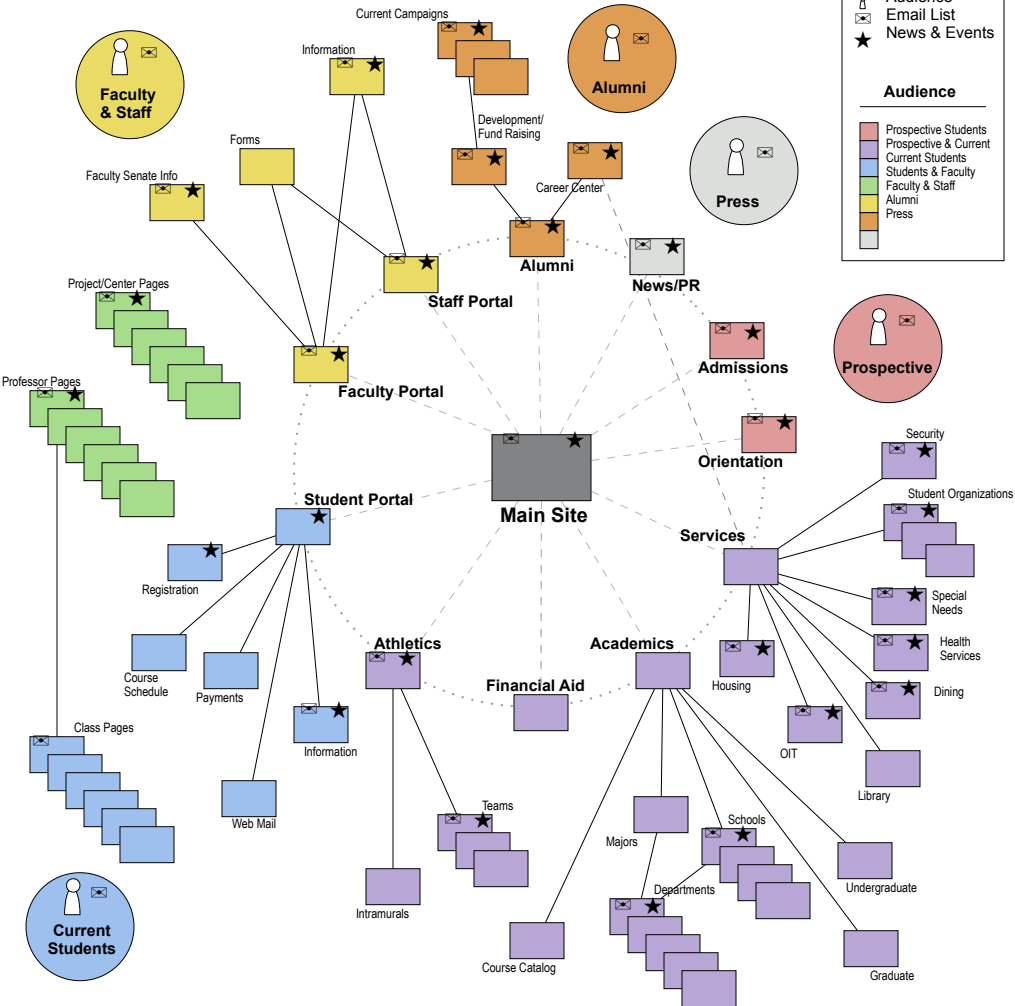 Audience
Email List
News & Events
Audience
Prospective Students
Prospective & Current
Current Students
Students & Faculty
Faculty & Staff
Alumni
Press
Current Campaigns
Information
Faculty
& Staff
Alumni
Development/
Fund Raising
Forms
Career Center
Faculty Senate Info
Press
Alumni
News/PR
Staff Portal
Project/Center Pages
Admissions
Prospective
Professor Pages
Faculty Portal
Orientation
Security
Student Organizations
Student Portal
Main Site
Services
Registration
Special
Needs
Health
Services
Athletics
Academics
Course
Schedule
Payments
Financial Aid
Housing
Dining
Class Pages
Information
OIT
Library
Web Mail
Teams
Majors
Schools
Undergraduate
Departments
Intramurals
Current
Students
Course Catalog
Graduate